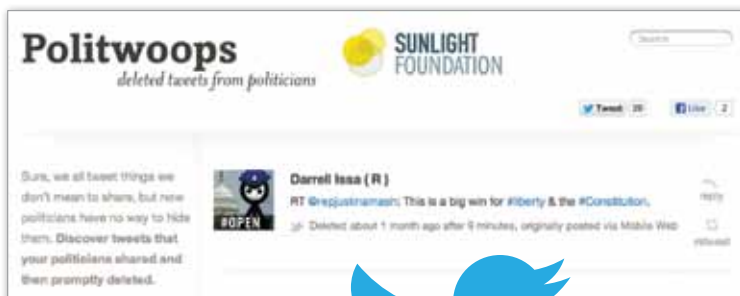 Politwoops
deleted tweets from politicians
SUNLIGHT
FOUNDATION
Search
Tweet 20
Like 2
Sure, we all tweet things we
don't mean to share, but now
politicians have no way to hide
them. Discover tweets that
your politicians shared and
then promptly deleted.
#OPEN
Darrell Issa ( R )
RT @repjustinamash: This is a big win for #liberty & the #Constitution.
Deleted about 1 month ago after 9 minutes, originally posted via Mobile Web
reply
retweet